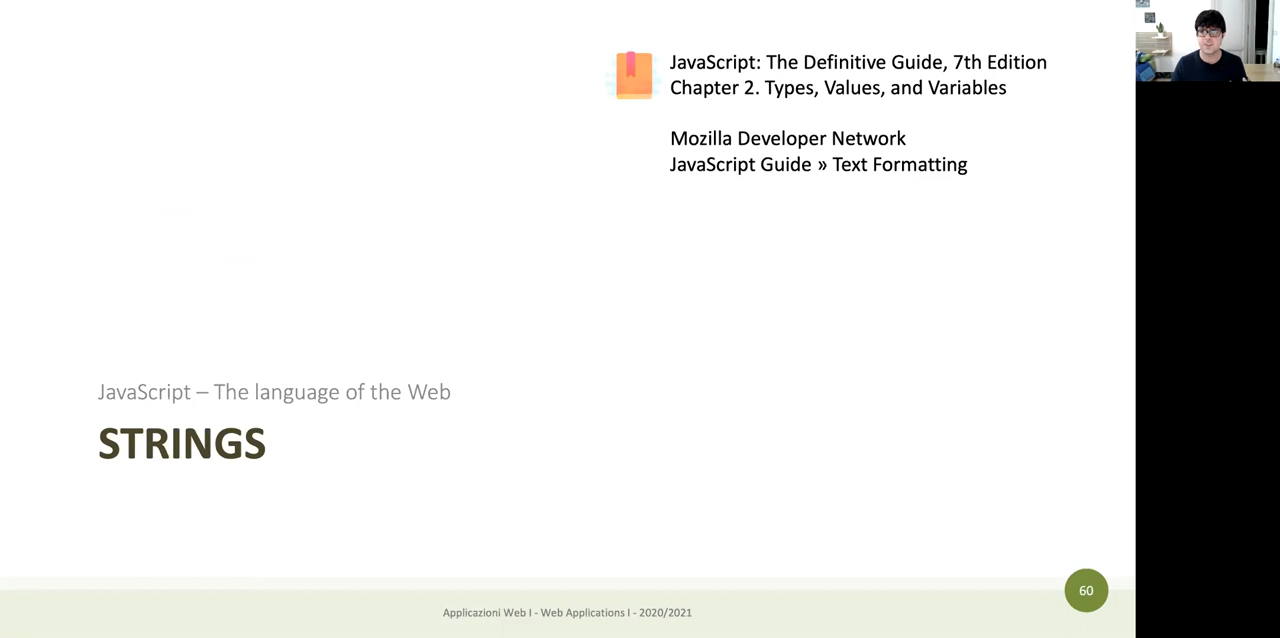 JavaScript: The Definitive Guide, 7th Edition
Chapter 2. Types, Values, and Variables
Mozilla Developer Network
JavaScript Guide » Text Formatting
JavaScript – The language of the Web
STRINGS
60
Applicazioni Web I - Web Applications I - 2020/2021